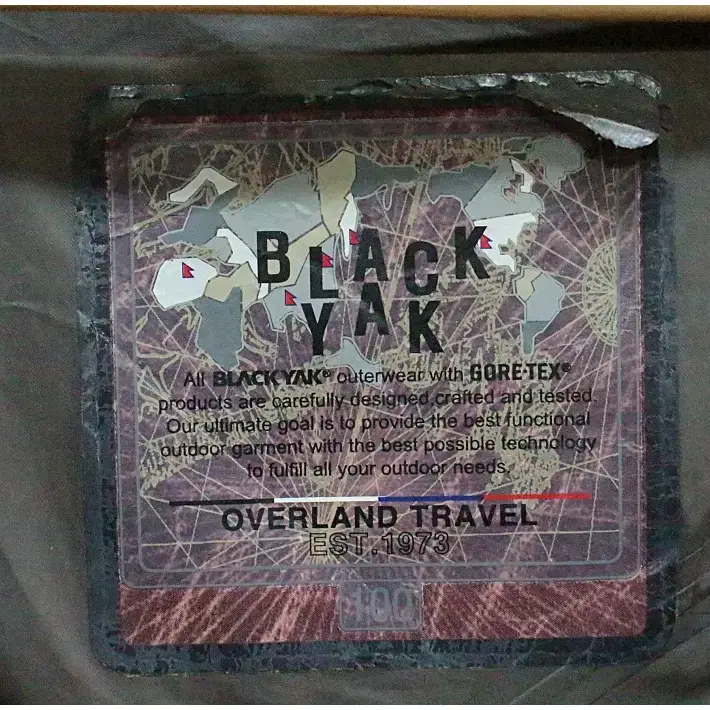 BLACK
YAK
All BLACKYAK® outerwear with GORE-TEX®
products are carefully designed,crafted and tested.
Our ultimate goal is to provide the best functional
outdoor garment with the best possible technology
to fulfill all your outdoor needs.
OVERLAND TRAVEL
EST.1973
100